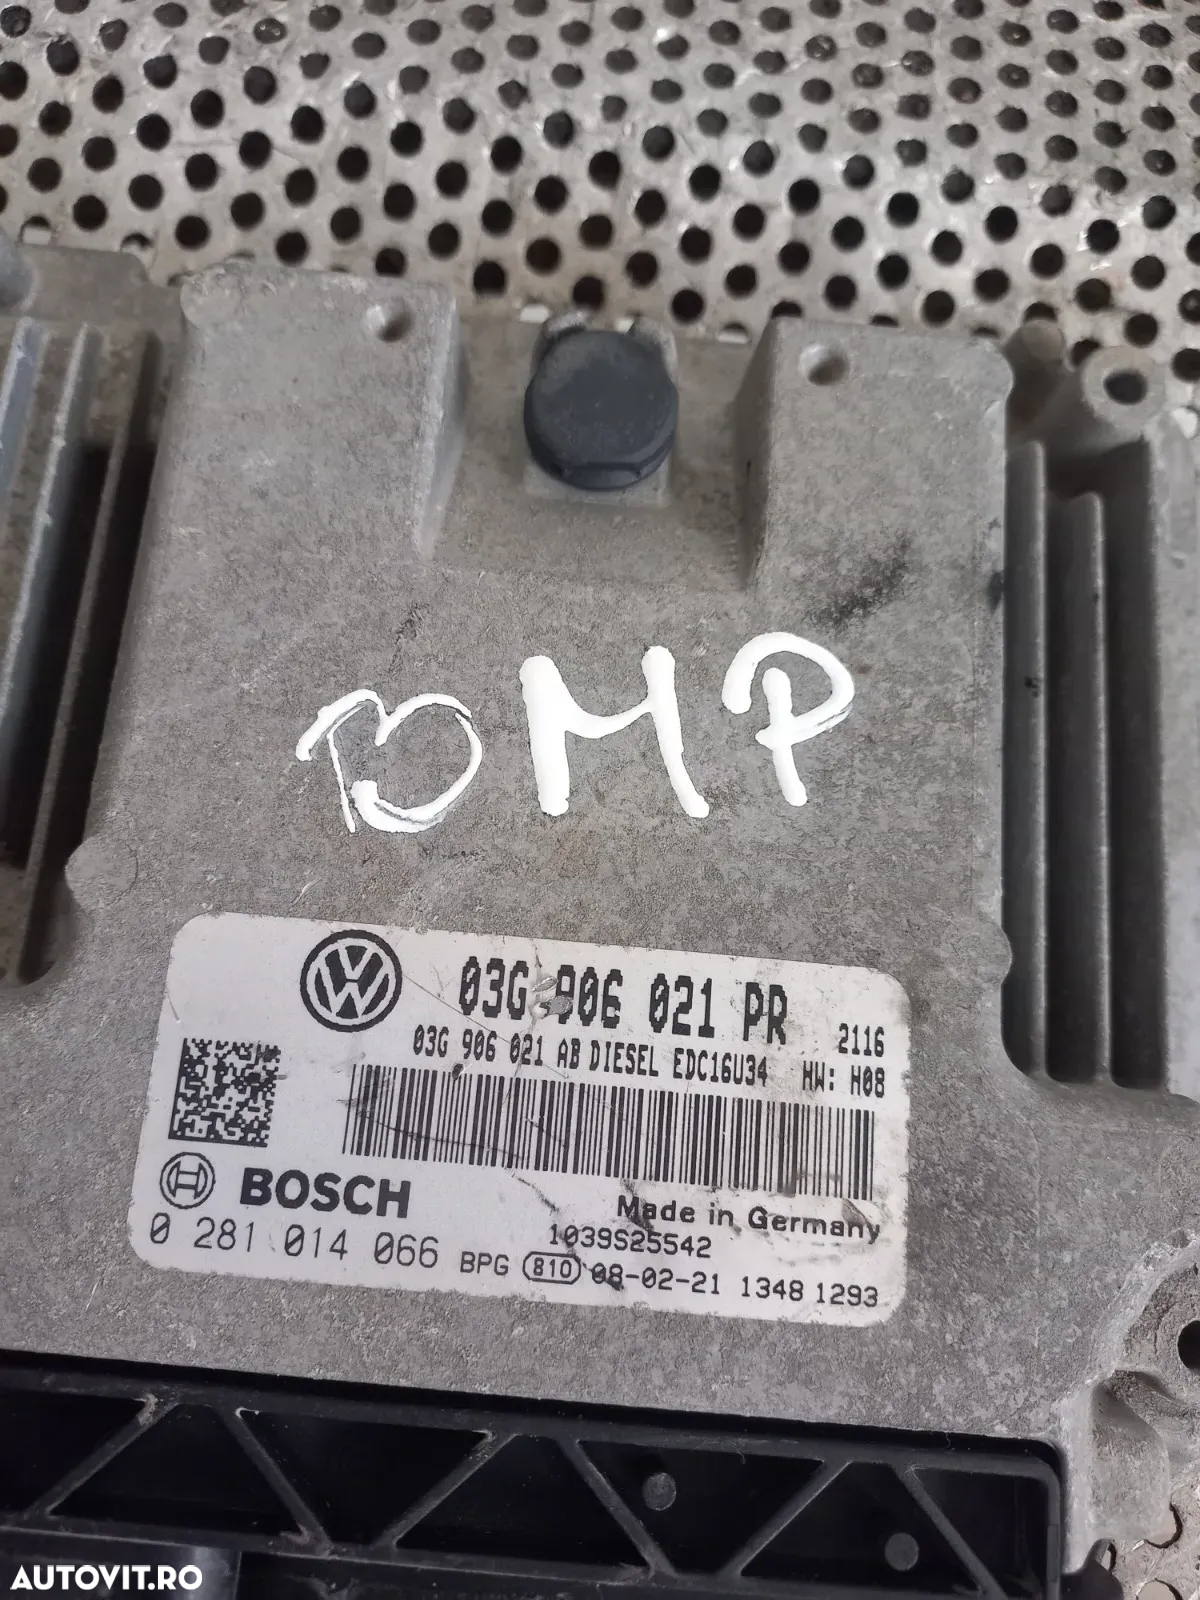 BMP
03G 906 021 PR 2116
03G 906 021 AB DIESEL EDC16U34 HW: H08
BOSCH Made in Germany
1039S25542
0 281 014 066 BPG 810 08-02-21 1348 1293
AUTOVIT.RO